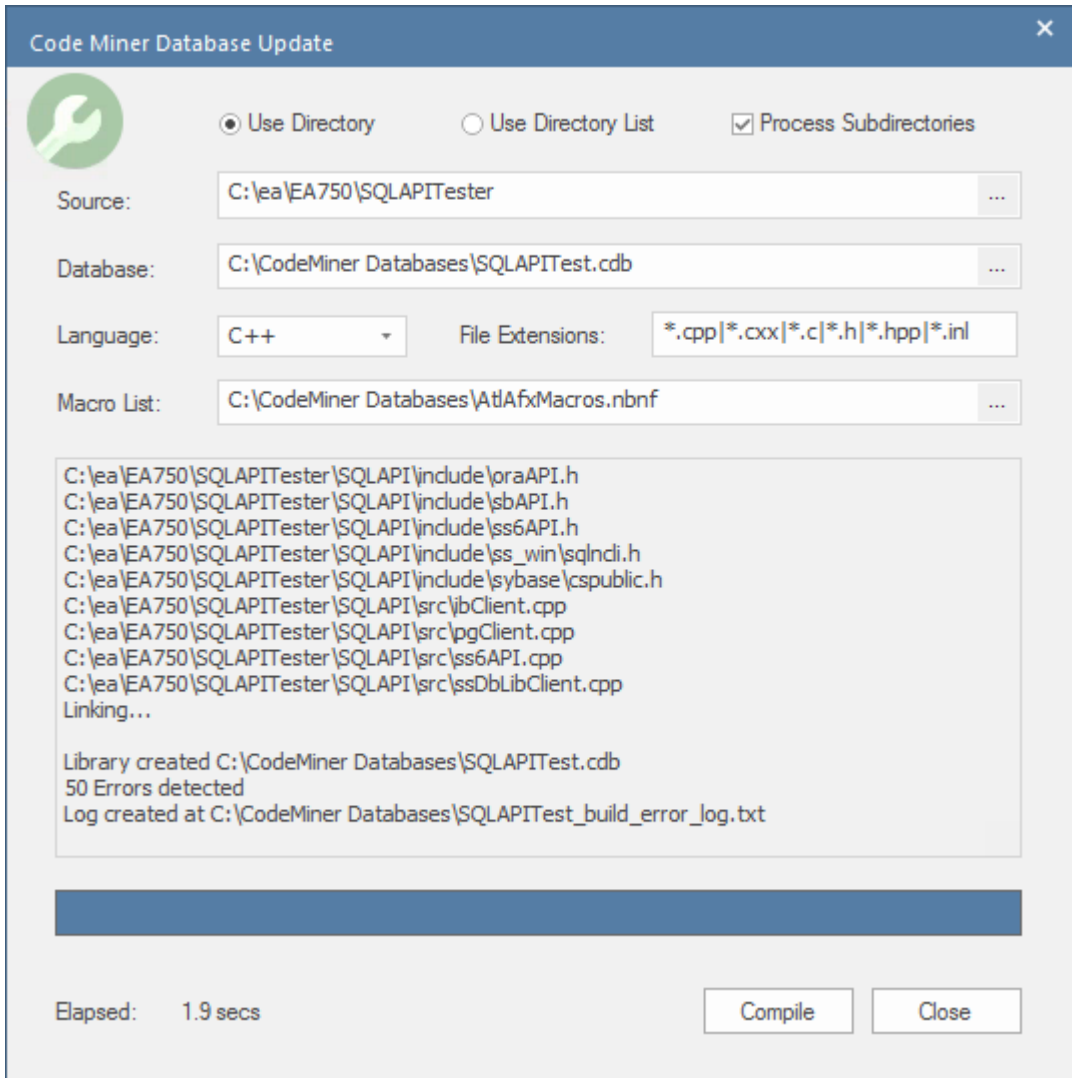 Code Miner Database Update
Use Directory Use Directory List Process Subdirectories
Source: C:\ea\EA750\SQLAPITester ...
Database: C:\CodeMiner Databases\SQLAPITest.cdb ...
Language: C++ File Extensions: *.cpp|*.cxx|*.c|*.h|*.hpp|*.inl
Macro List: C:\CodeMiner Databases\AtlAfxMacros.nbnf ...
C:\ea\EA750\SQLAPITester\SQLAPI\include\oraAPI.h
C:\ea\EA750\SQLAPITester\SQLAPI\include\sbAPI.h
C:\ea\EA750\SQLAPITester\SQLAPI\include\ss6API.h
C:\ea\EA750\SQLAPITester\SQLAPI\include\ss_win\sqlncli.h
C:\ea\EA750\SQLAPITester\SQLAPI\include\sybase\cspublic.h
C:\ea\EA750\SQLAPITester\SQLAPI\src\ibClient.cpp
C:\ea\EA750\SQLAPITester\SQLAPI\src\pgClient.cpp
C:\ea\EA750\SQLAPITester\SQLAPI\src\ss6API.cpp
C:\ea\EA750\SQLAPITester\SQLAPI\src\ssDbLibClient.cpp
Linking...
Library created C:\CodeMiner Databases\SQLAPITest.cdb
50 Errors detected
Log created at C:\CodeMiner Databases\SQLAPITest_build_error_log.txt
Elapsed: 1.9 secs Compile Close